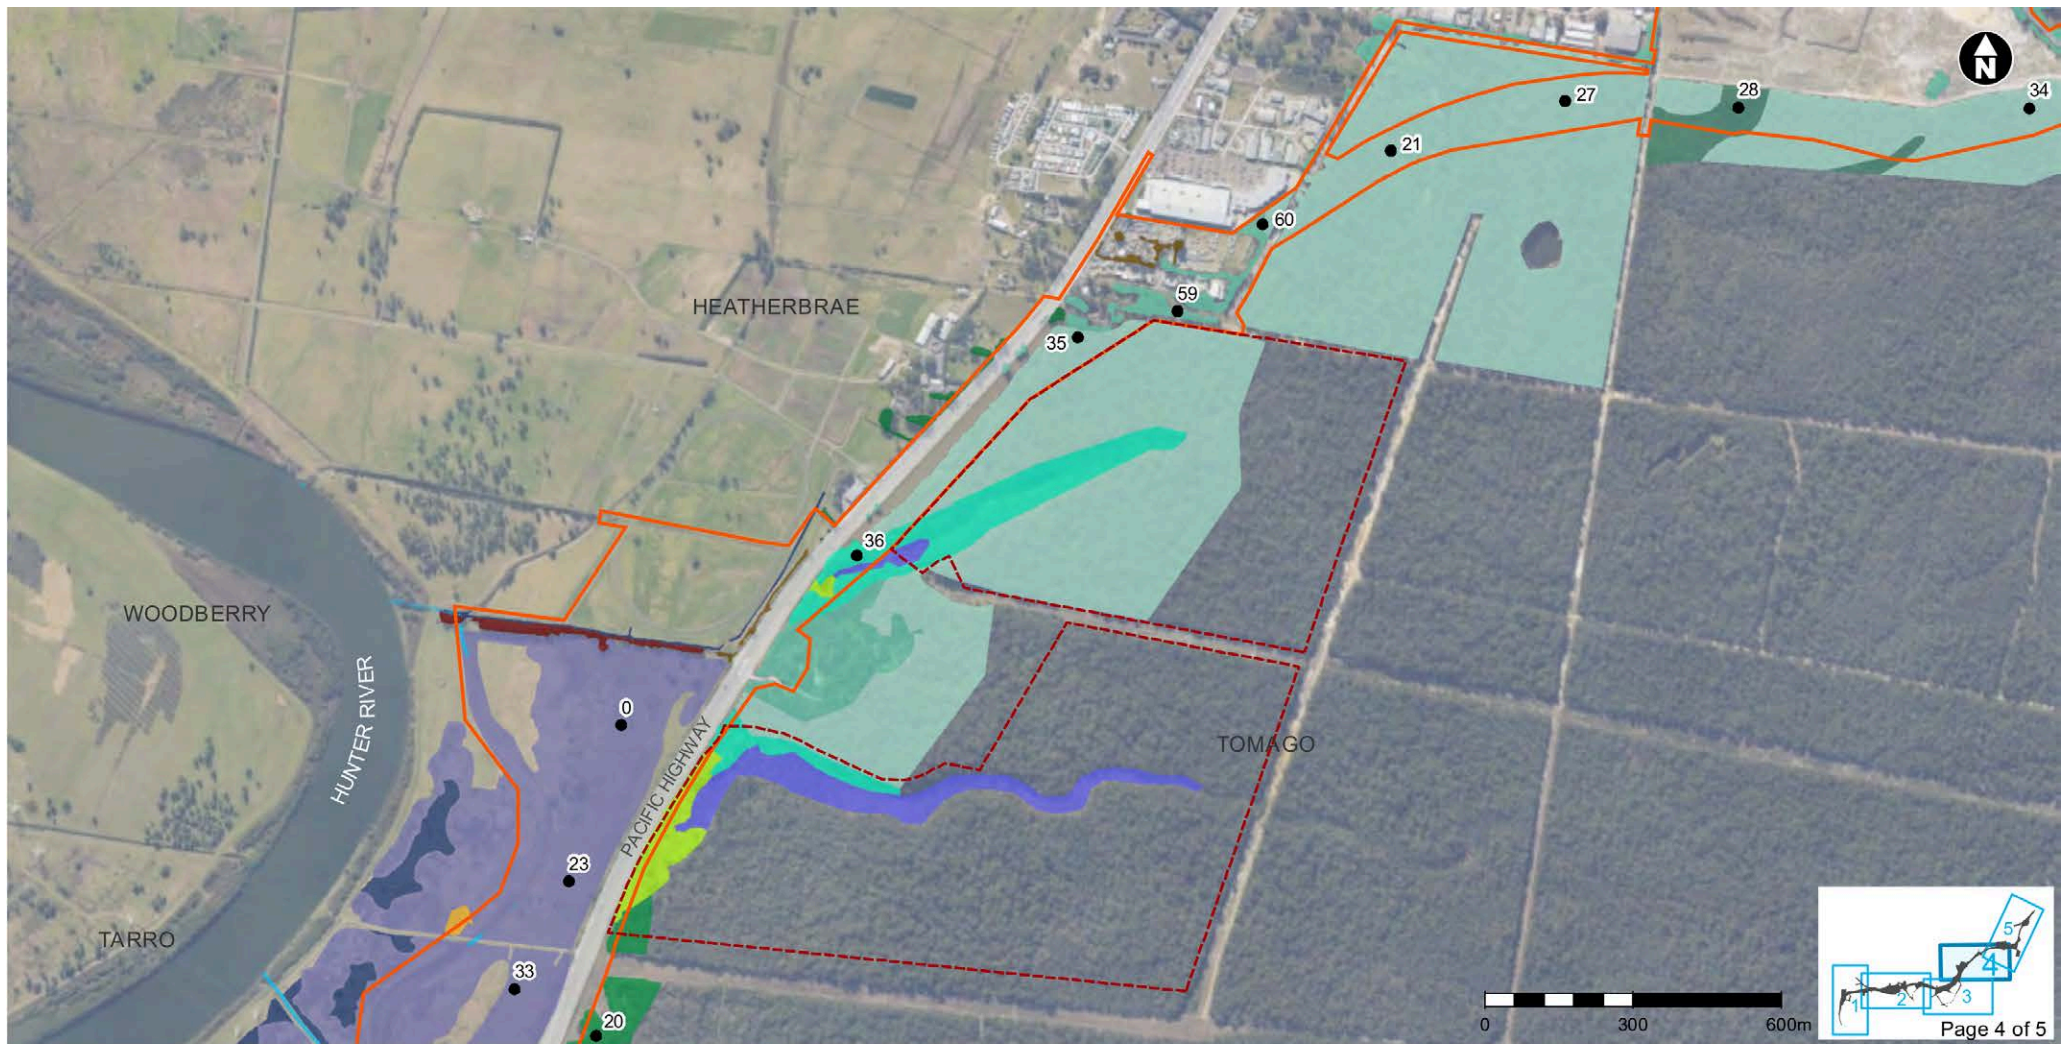 N
28
34
27
21
60
HEATHERBRAE
59
35
36
WOODBERRY
HUNTER RIVER
0
PACIFIC HIGHWAY
TOMAGO
23
TARRO
33
20
0 300 600m
5
4
1
2
3
Page 4 of 5